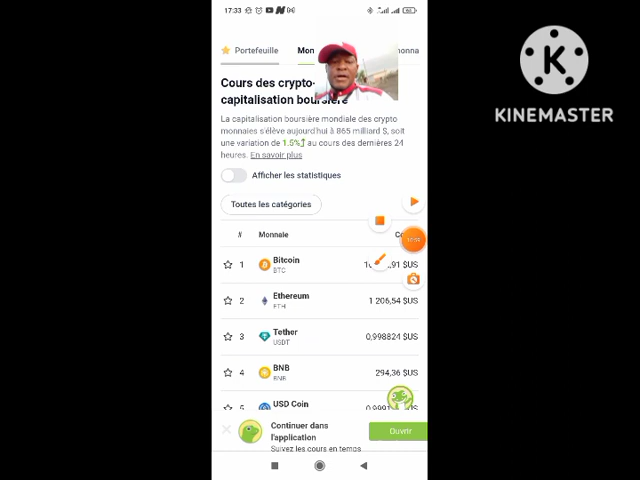 17:33
Portefeuille
Mon
onna
Cours des crypto-
capitalisation boursière
La capitalisation boursière mondiale des crypto
monnaies s'élève aujourd'hui à 865 milliard $, soit
une variation de 1.5% au cours des dernières 24
heures. En savoir plus
Afficher les statistiques
Toutes les catégories
# Monnaie
1 Bitcoin
BTC
,91 $US
2 Ethereum
ETH
1 206,54 $US
3 Tether
USDT
0,998824 $US
4 BNB
BNB
294,36 $US
USD Coin
Continuer dans
l'application
Suivez les cours en temps
Ouvrir
K
KINEMASTER